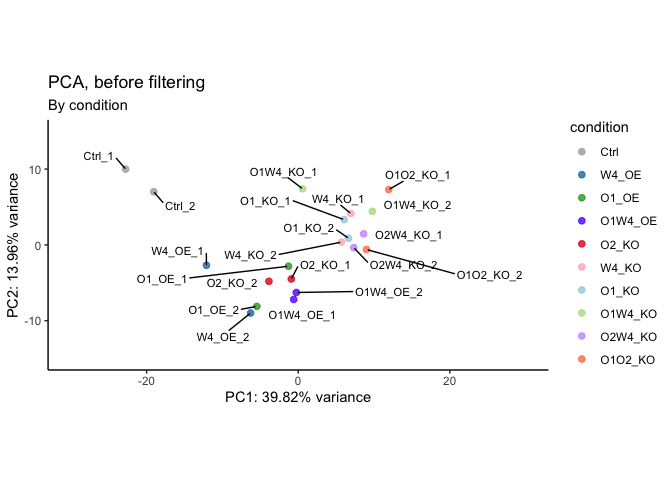 PCA, before filtering
By condition
condition
Ctrl
W4_OE
O1_OE
O1W4_OE
O2_KO
W4_KO
O1_KO
O1W4_KO
O2W4_KO
O1O2_KO
PC2: 13.96% variance
10
0
-10
Ctrl_1
Ctrl_2
O1W4_KO_1
O1O2_KO_1
O1_KO_1
W4_KO_1
O1W4_KO_2
O1_KO_2
O2W4_KO_1
W4_OE_1
W4_KO_2
O2_KO_1
O2W4_KO_2
O1_OE_1
O2_KO_2
O1O2_KO_2
O1W4_OE_2
O1_OE_2
O1W4_OE_1
W4_OE_2
-20
0
20
PC1: 39.82% variance